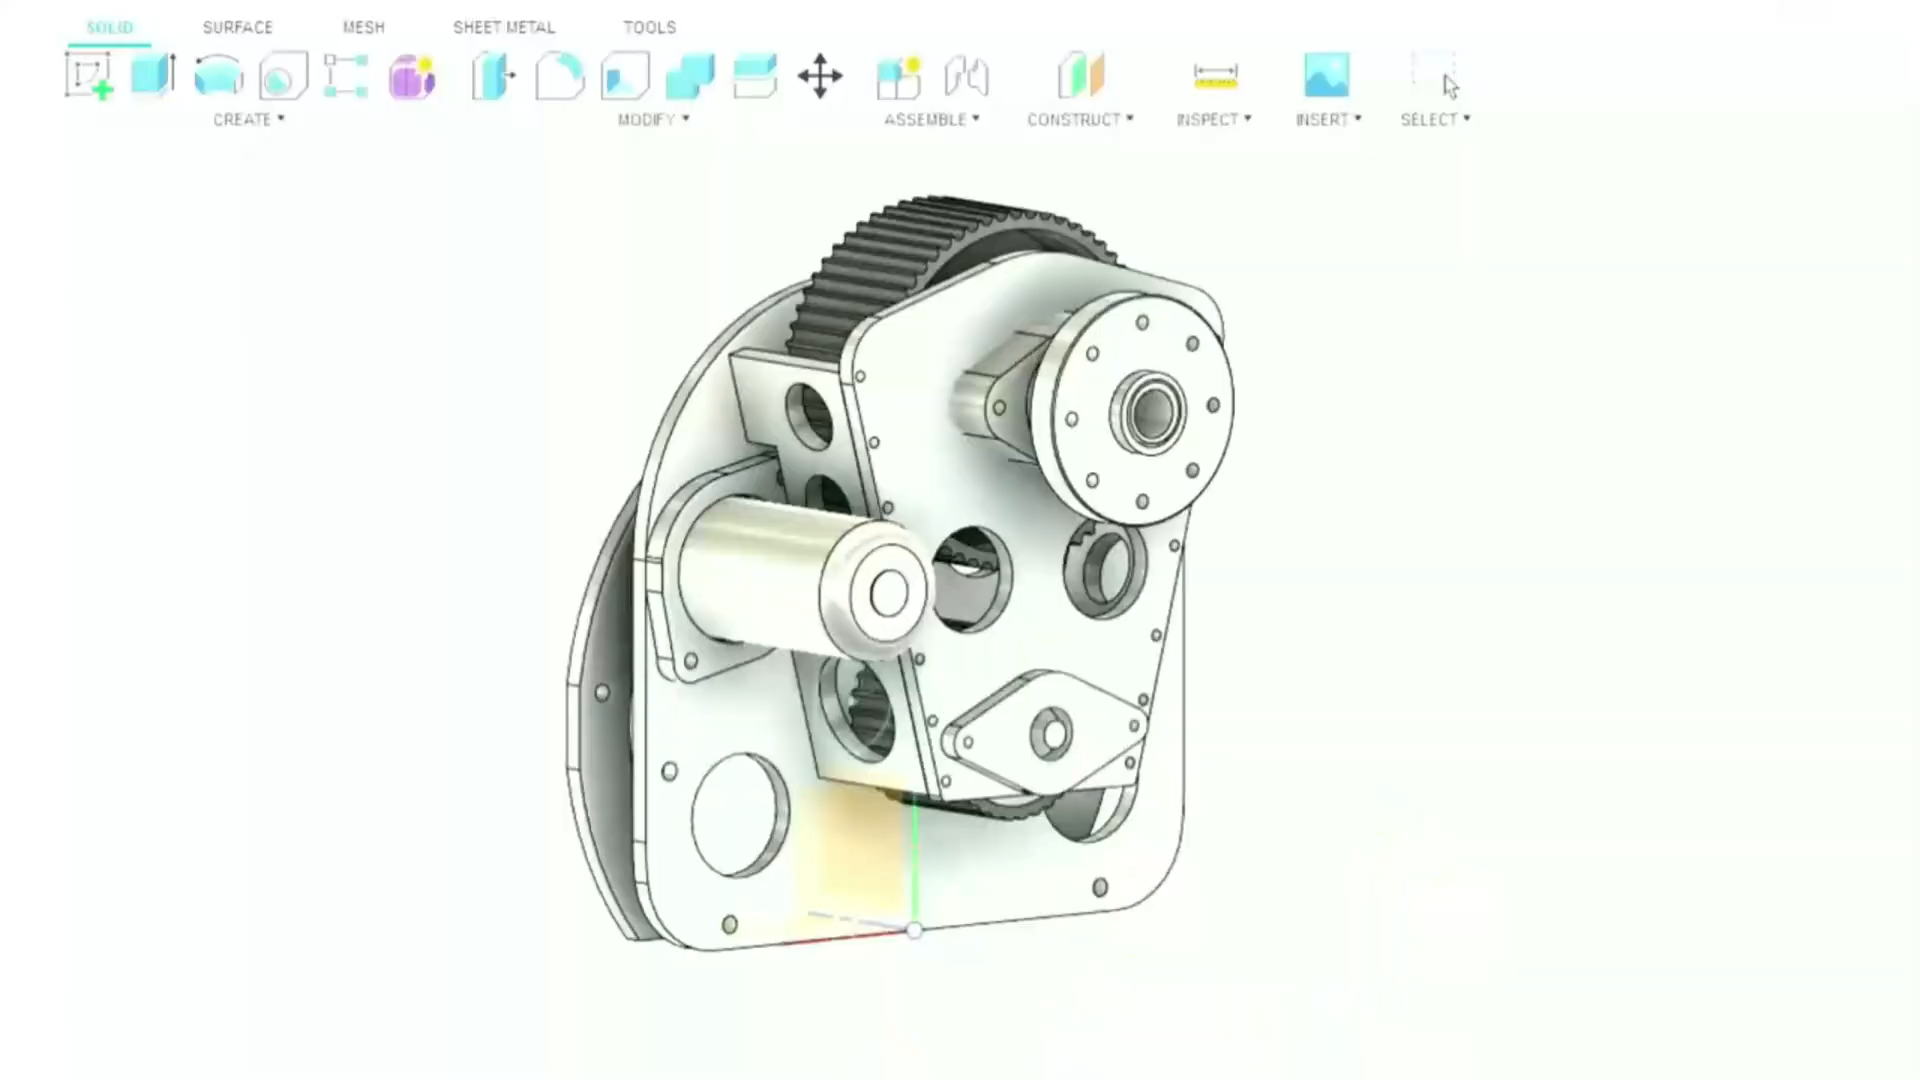 SOLID SURFACE MESH SHEET METAL TOOLS
CREATE MODIFY ASSEMBLE CONSTRUCT INSPECT INSERT SELECT